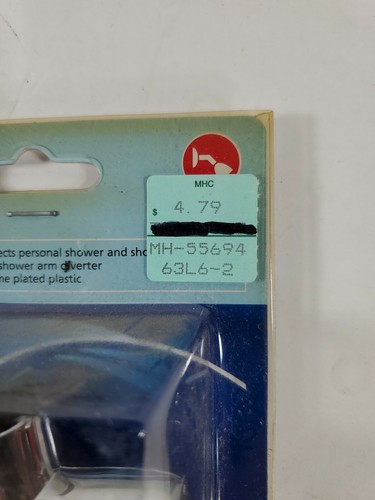 MHC
$ 4.79
MH-55694
63L6-2
ects personal shower and sho
shower arm diverter
me plated plastic